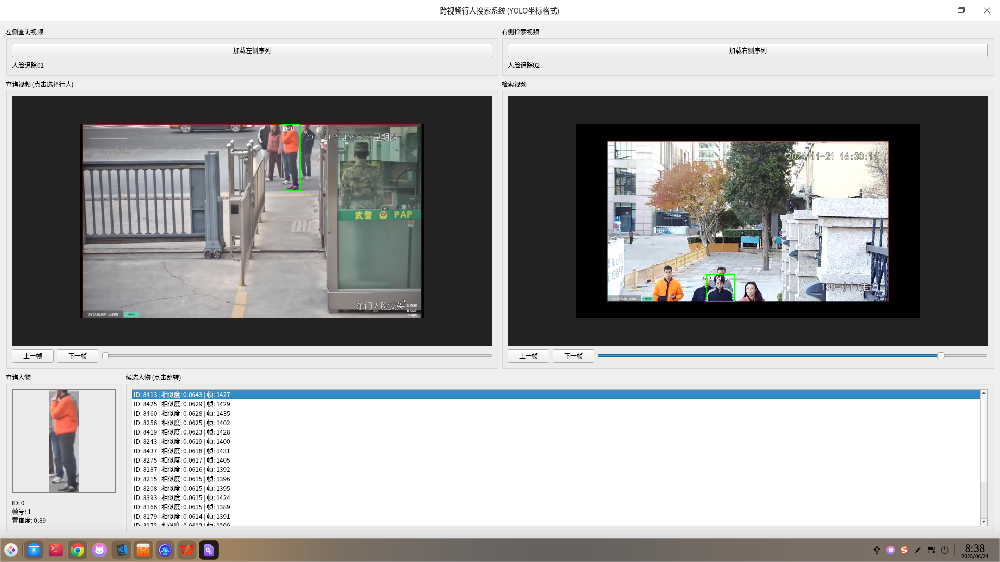 跨视频行人搜索系统 (YOLO坐标格式)
左侧查询视频
加载左侧序列
人脸追踪01
右侧检索视频
加载右侧序列
人脸追踪02
查询视频 (点击选择行人)
ID: 0
2024-11-21 16:27:40 星期四
武警 PAP
东门人脸支架
上一帧
下一帧
检索视频
2024-11-21 16:30:11
130-小门走道
上一帧
下一帧
查询人物
ID: 0
帧号: 1
置信度: 0.89
候选人物 (点击跳转)
ID: 8413 | 相似度: 0.0643 | 帧: 1427
ID: 8425 | 相似度: 0.0629 | 帧: 1429
ID: 8460 | 相似度: 0.0628 | 帧: 1435
ID: 8256 | 相似度: 0.0625 | 帧: 1402
ID: 8419 | 相似度: 0.0623 | 帧: 1428
ID: 8243 | 相似度: 0.0619 | 帧: 1400
ID: 8437 | 相似度: 0.0618 | 帧: 1431
ID: 8275 | 相似度: 0.0617 | 帧: 1405
ID: 8187 | 相似度: 0.0616 | 帧: 1392
ID: 8215 | 相似度: 0.0615 | 帧: 1396
ID: 8208 | 相似度: 0.0615 | 帧: 1395
ID: 8393 | 相似度: 0.0615 | 帧: 1424
ID: 8166 | 相似度: 0.0615 | 帧: 1389
ID: 8179 | 相似度: 0.0614 | 帧: 1391
8:38
2025/06/24